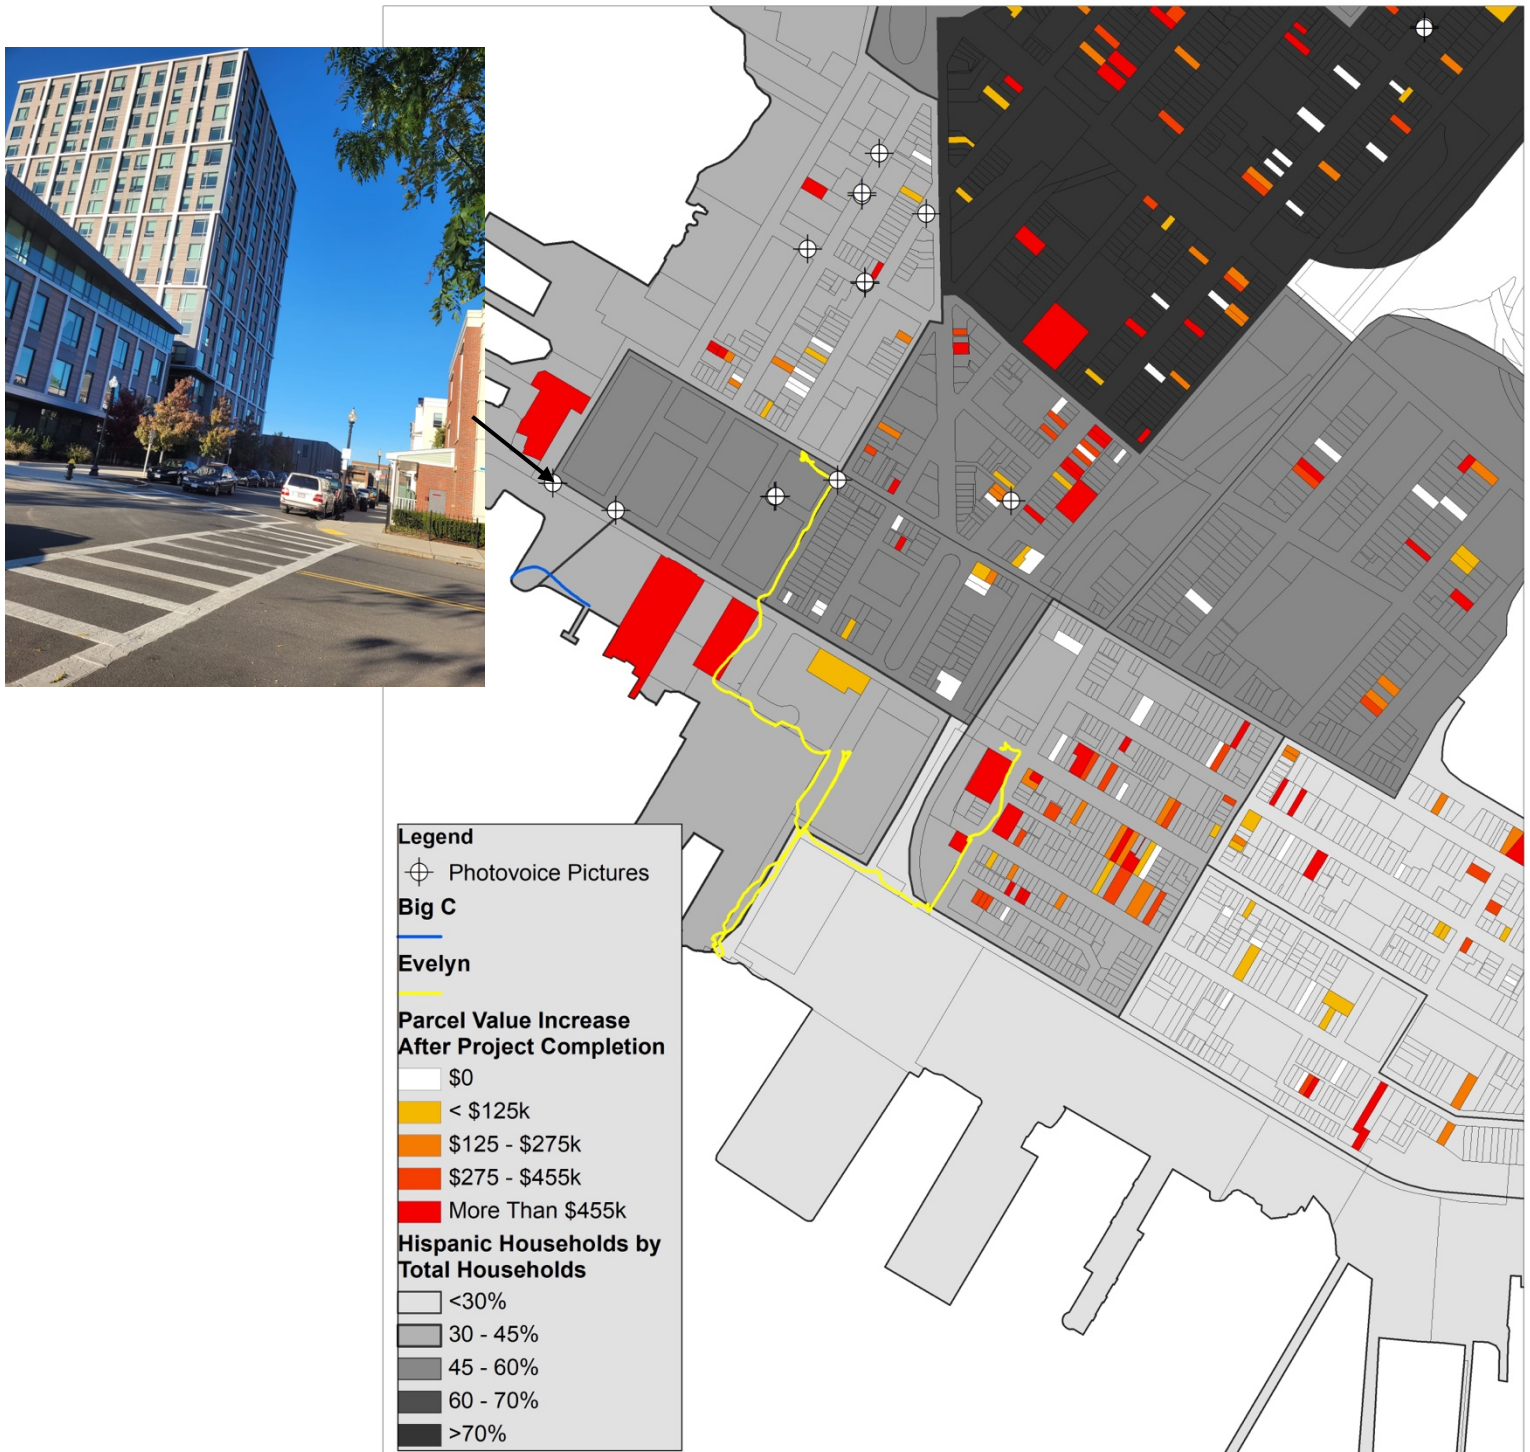 Legend
Photovoice Pictures
Big C
Evelyn
Parcel Value Increase
After Project Completion
$0
< $125k
$125 - $275k
$275 - $455k
More Than $455k
Hispanic Households by
Total Households
<30%
30 - 45%
45 - 60%
60 - 70%
>70%